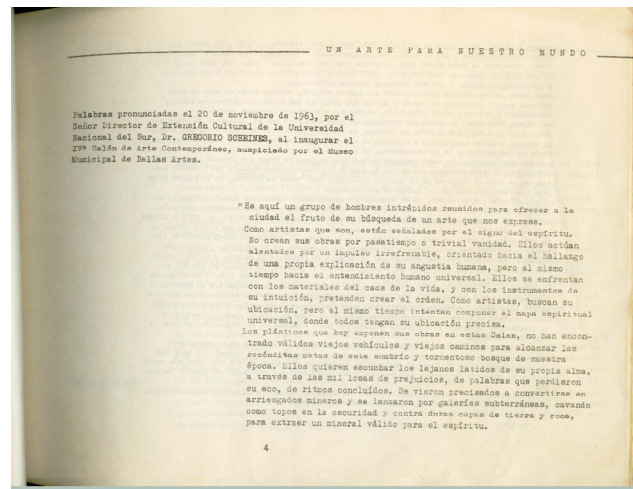 UN ARTE PARA NUESTRO MUNDO
Palabras pronunciadas el 20 de noviembre de 1963, por el
Señor Director de Extensión Cultural de la Universidad
Nacional del Sur, Dr. GREGORIO SCHEINES, al inaugurar el
IVº Salón de Arte Contemporáneo, auspiciado por el Museo
Municipal de Bellas Artes.
"He aquí un grupo de hombres intrépidos reunidos para ofrecer a la
ciudad el fruto de su búsqueda de un arte que nos exprese.
Como artistas que son, están señalados por el signo del espíritu.
No crean sus obras por pasatiempo o trivial vanidad. Ellos actúan
alentados por un impulso irrefrenable, orientado hacia el hallazgo
de una propia explicación de su angustia humana, pero al mismo
tiempo hacia el entendimiento humano universal. Ellos se enfrentan
con los materiales del caos de la vida, y con los instrumentos de
su intuición, pretenden crear el orden. Como artistas, buscan su
ubicación, pero al mismo tiempo intentan componer el mapa espiritual
universal, donde todos tengan su ubicación precisa.
Los plásticos que hoy exponen sus obras en estas Salas, no han encon-
trado válidos viejos vehículos y viejos caminos para alcanzar las
recónditas metas de este sombrío y tormentoso bosque de nuestra
época. Ellos quieren escuchar los lejanos latidos de su propia alma,
a través de las mil losas de prejuicios, de palabras que perdieron
su eco, de ritmos concluídos. Se vieron precisados a convertirse en
arriesgados mineros y se lanzaron por galerías subterráneas, cavando
como topos en la oscuridad y contra duras capas de tierra y roca,
para extraer un mineral válido para el espíritu.
4